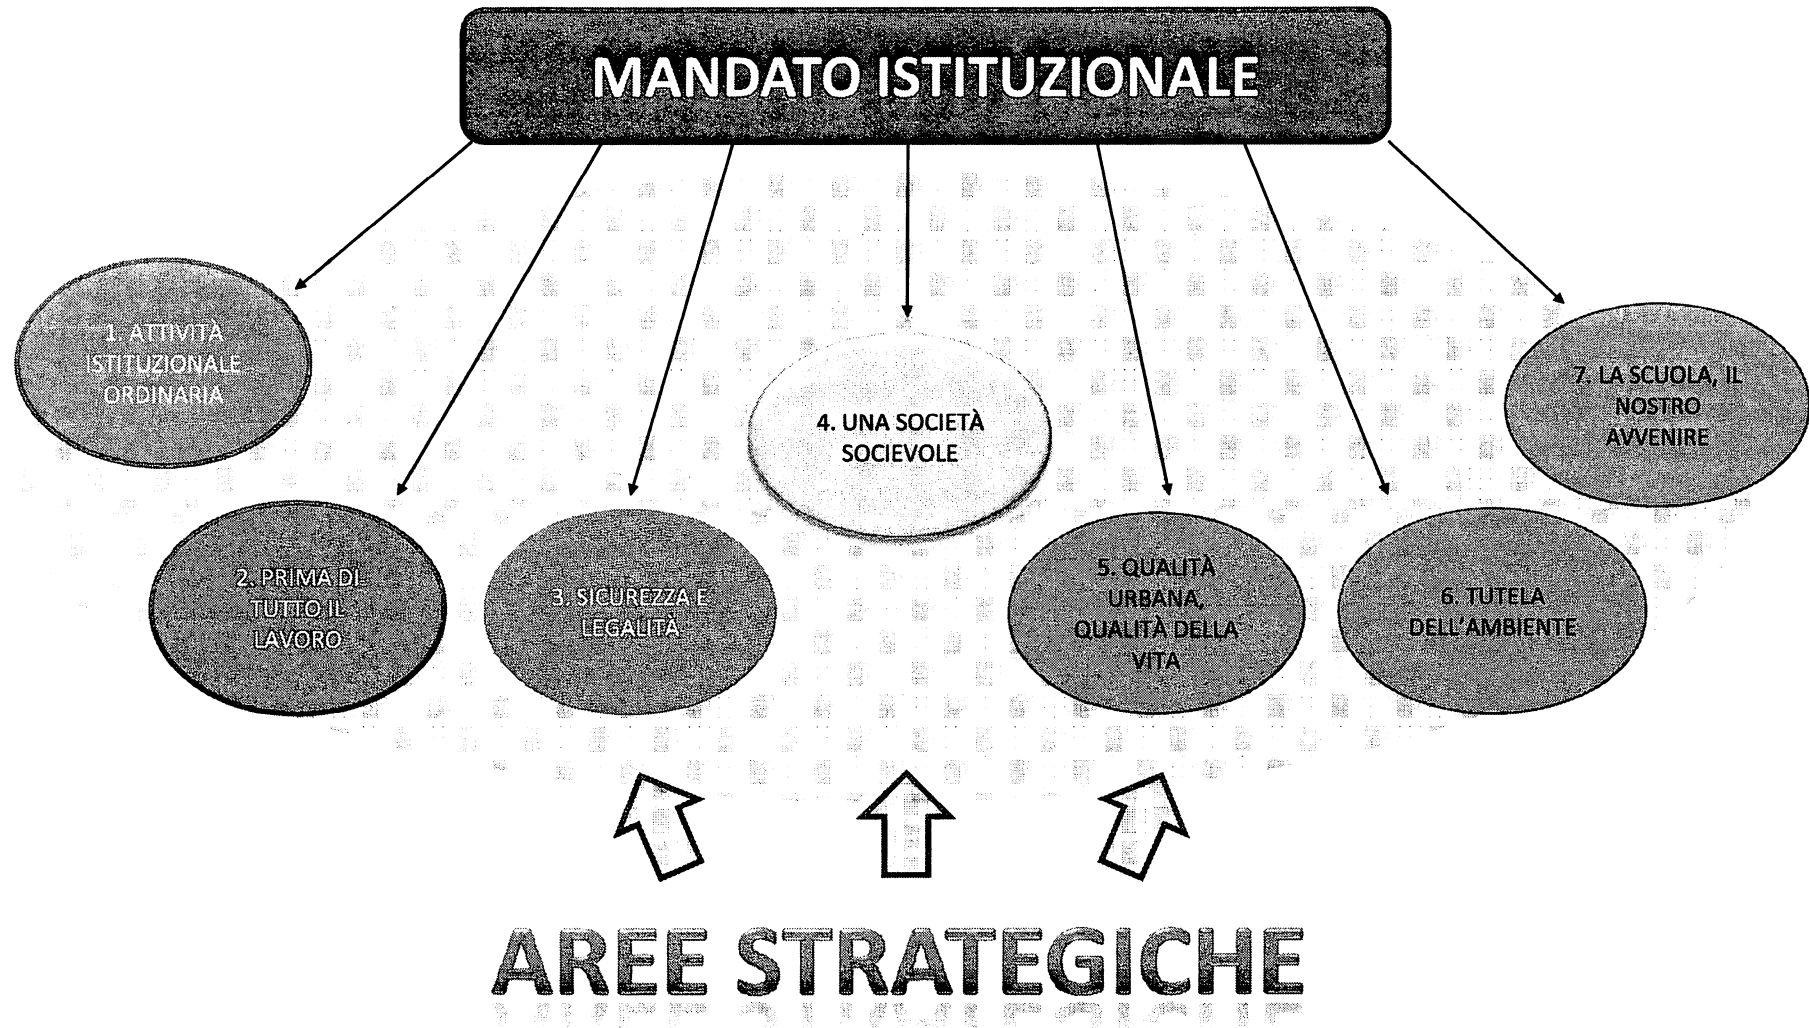 MANDATO ISTITUZIONALE
1. ATTIVITÀ
ISTITUZIONALE
ORDINARIA
2. PRIMA DI
TUTTO IL
LAVORO
3. SICUREZZA E
LEGALITÀ
4. UNA SOCIETÀ
SOCIEVOLE
5. QUALITÀ
URBANA,
QUALITÀ DELLA
VITA
6. TUTELA
DELL'AMBIENTE
7. LA SCUOLA, IL
NOSTRO
AVVENIRE
AREE STRATEGICHE